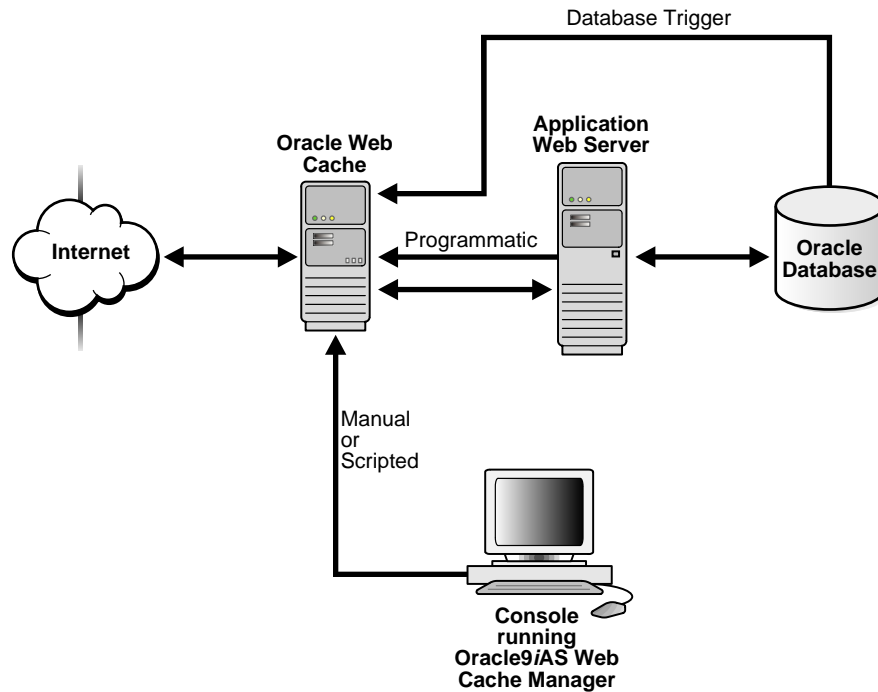 Database Trigger
Application
Web Server
Oracle Web
Cache
Internet
Programmatic
Oracle
Database
Manual
or
Scripted
Console
running
Oracle9iAS Web
Cache Manager